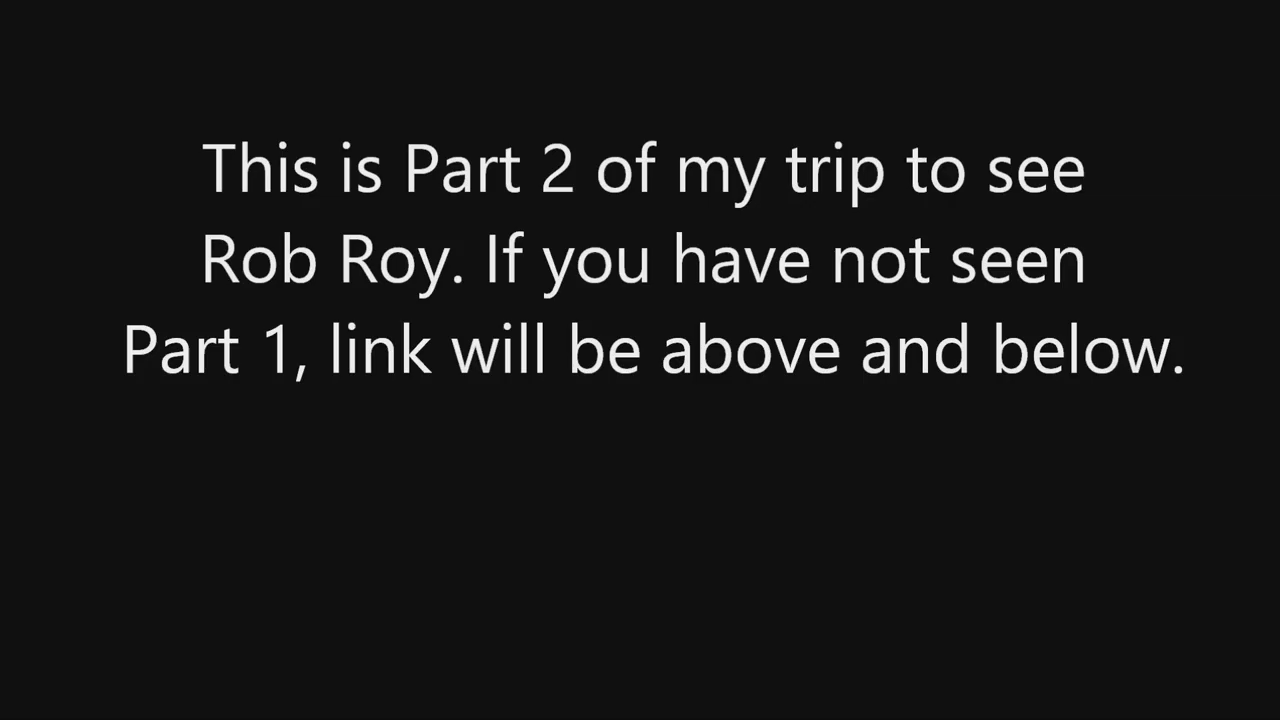 This is Part 2 of my trip to see
Rob Roy. If you have not seen
Part 1, link will be above and below.